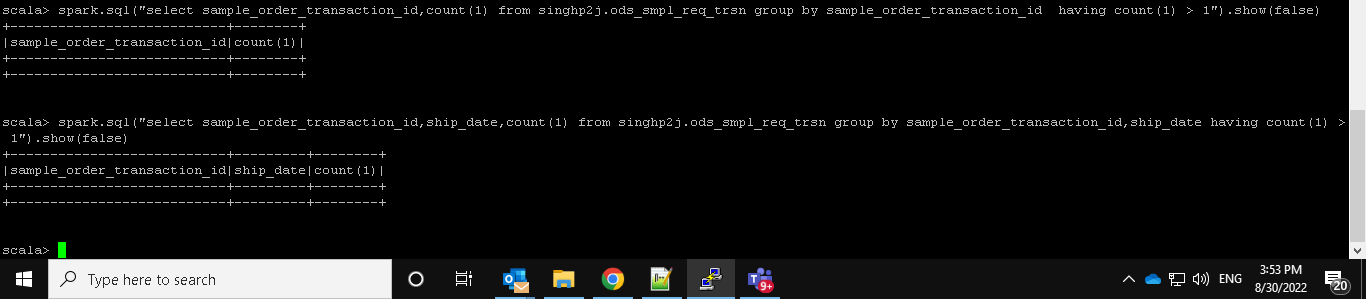 scala> spark.sql("select sample_order_transaction_id,count(1) from singhp2j.ods_smpl_req_trsn group by sample_order_transaction_id  having count(1) > 1").show(false)
+---------------------------+--------+
|sample_order_transaction_id|count(1)|
+---------------------------+--------+
+---------------------------+--------+
scala> spark.sql("select sample_order_transaction_id,ship_date,count(1) from singhp2j.ods_smpl_req_trsn group by sample_order_transaction_id,ship_date having count(1) >
 1").show(false)
+---------------------------+---------+--------+
|sample_order_transaction_id|ship_date|count(1)|
+---------------------------+---------+--------+
+---------------------------+---------+--------+
scala>
Type here to search
9+
ENG
3:53 PM
8/30/2022
20